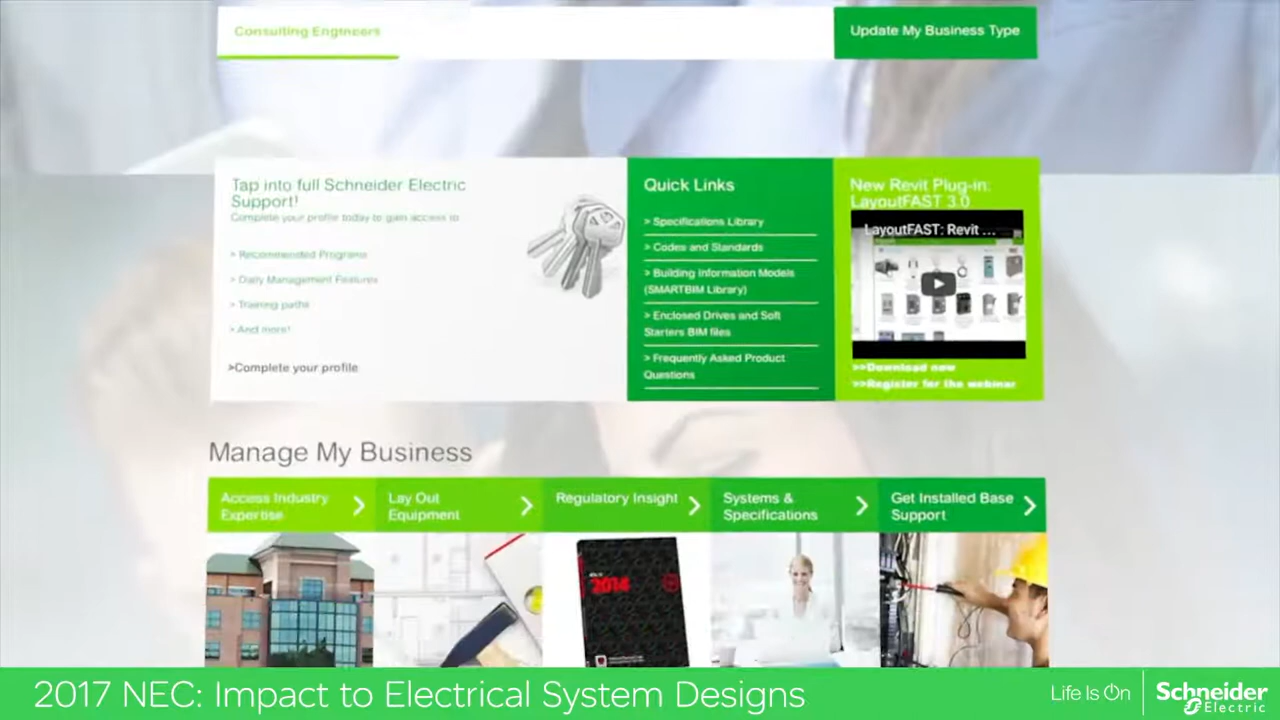 Consulting Engineers
Update My Business Type
Tap into full Schneider Electric
Support!
Complete your profile today to gain access to
> Recommended Programs
> Daily Management Features
> Training paths
> And more!
>Complete your profile
Quick Links
> Specifications Library
> Codes and Standards
> Building Information Models
(SMARTBIM Library)
> Enclosed Drives and Soft
Starters BIM files
> Frequently Asked Product
Questions
New Revit Plug-in:
LayoutFAST 3.0
LayoutFAST: Revit ...
>>Download now
>>Register for the webinar
Manage My Business
Access Industry
Expertise
Lay Out
Equipment
Regulatory Insight
Systems &
Specifications
Get Installed Base
Support
2014
2017 NEC: Impact to Electrical System Designs
Life Is On
Schneider
Electric